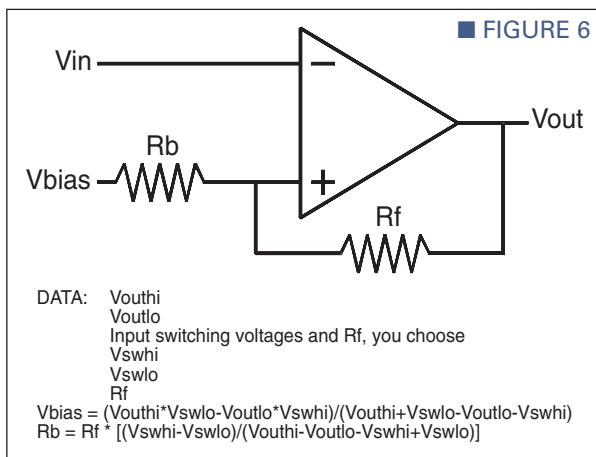 ■ FIGURE 6
Vin
−
Vout
Rb
Vbias
+
Rf
DATA: Vouthi
Voutlo
Input switching voltages and Rf, you choose
Vswhi
Vswlo
Rf
Vbias = (Vouthi*Vswlo-Voutlo*Vswhi)/(Vouthi+Vswlo-Voutlo-Vswhi)
Rb = Rf * [(Vswhi-Vswlo)/(Vouthi-Voutlo-Vswhi+Vswlo)]